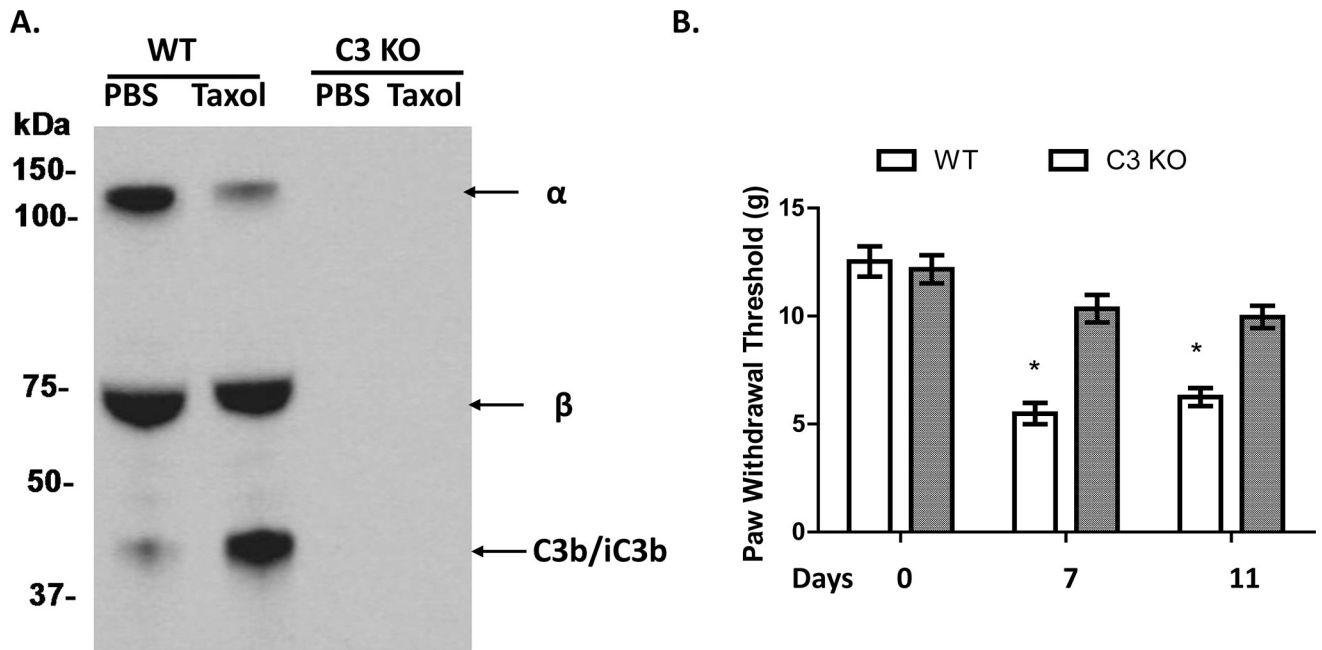 A.
WT C3 KO
PBS Taxol PBS Taxol
kDa
150-
100-
75-
50-
37-
α
β
C3b/iC3b
B.
WT C3 KO
Paw Withdrawal Threshold (g)
15
10
5
0
* *
Days 0 7 11